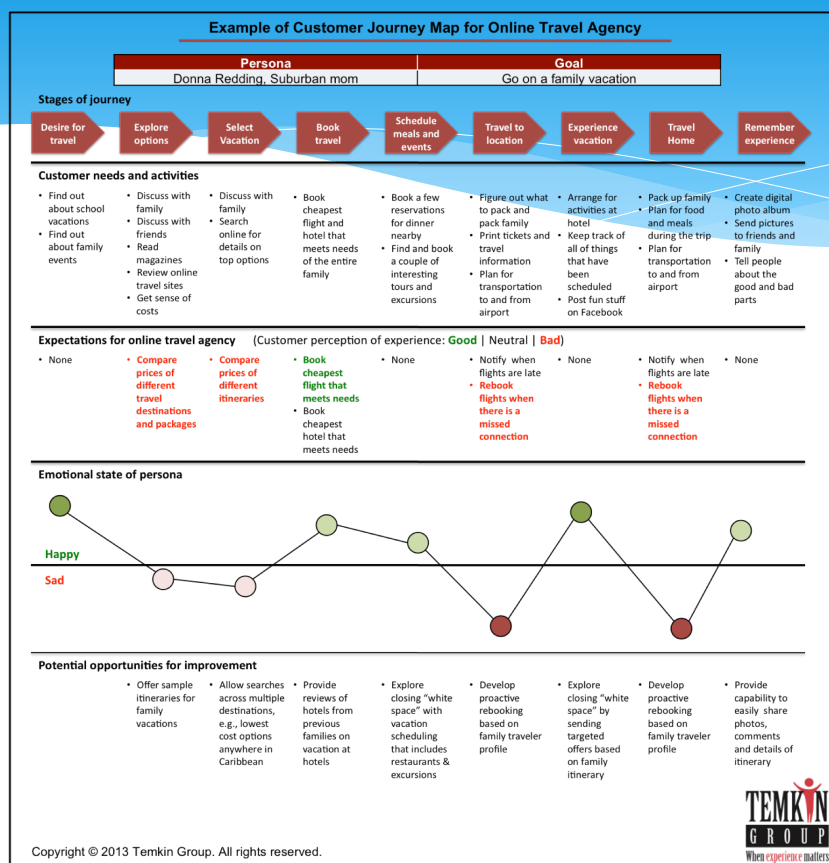 Example of Customer Journey Map for Online Travel Agency
Persona
Goal
Donna Redding, Suburban mom
Go on a family vacation
Stages of journey
Desire for
travel
Explore
options
Select
Vacation
Book
travel
Schedule
meals and
events
Travel to
location
Experience
vacation
Travel
Home
Remember
experience
Customer needs and activities
• Find out
about school
vacations
• Find out
about family
events
• Discuss with
family
• Discuss with
friends
• Read
magazines
• Review online
travel sites
• Get sense of
costs
• Discuss with
family
• Search
online for
details on
top options
• Book
cheapest
flight and
hotel that
meets needs
of the entire
family
• Book a few
reservations
for dinner
nearby
• Find and book
a couple of
interesting
tours and
excursions
• Figure out what
to pack and
pack family
• Print tickets and
travel
information
• Plan for
transportation
to and from
airport
• Arrange for
activities at
hotel
• Keep track of
all of things
that have
been
scheduled
• Post fun stuff
on Facebook
• Pack up family
• Plan for food
and meals
during the trip
• Plan for
transportation
to and from
airport
• Create digital
photo album
• Send pictures
to friends and
family
• Tell people
about the
good and bad
parts
Expectations for online travel agency (Customer perception of experience: Good | Neutral | Bad)
• None
• Compare
prices of
different
travel
destinations
and packages
• Compare
prices of
different
itineraries
• Book
cheapest
flight that
meets needs
• Book
cheapest
hotel that
meets needs
• None
• Notify when
flights are late
• Rebook
flights when
there is a
missed
connection
• None
• Notify when
flights are late
• Rebook
flights when
there is a
missed
connection
• None
Emotional state of persona
Happy
Sad
Potential opportunities for improvement
• Offer sample
itineraries for
family
vacations
• Allow searches
across multiple
destinations,
e.g., lowest
cost options
anywhere in
Caribbean
• Provide
reviews of
hotels from
previous
families on
vacation at
hotels
• Explore
closing "white
space" with
vacation
scheduling
that includes
restaurants &
excursions
• Develop
proactive
rebooking
based on
family traveler
profile
• Explore
closing "white
space" by
sending
targeted
offers based
on family
itinerary
• Develop
proactive
rebooking
based on
family traveler
profile
• Provide
capability to
easily share
photos,
comments
and details of
itinerary
TEMKIN
GROUP
When experience matters
Copyright © 2013 Temkin Group. All rights reserved.